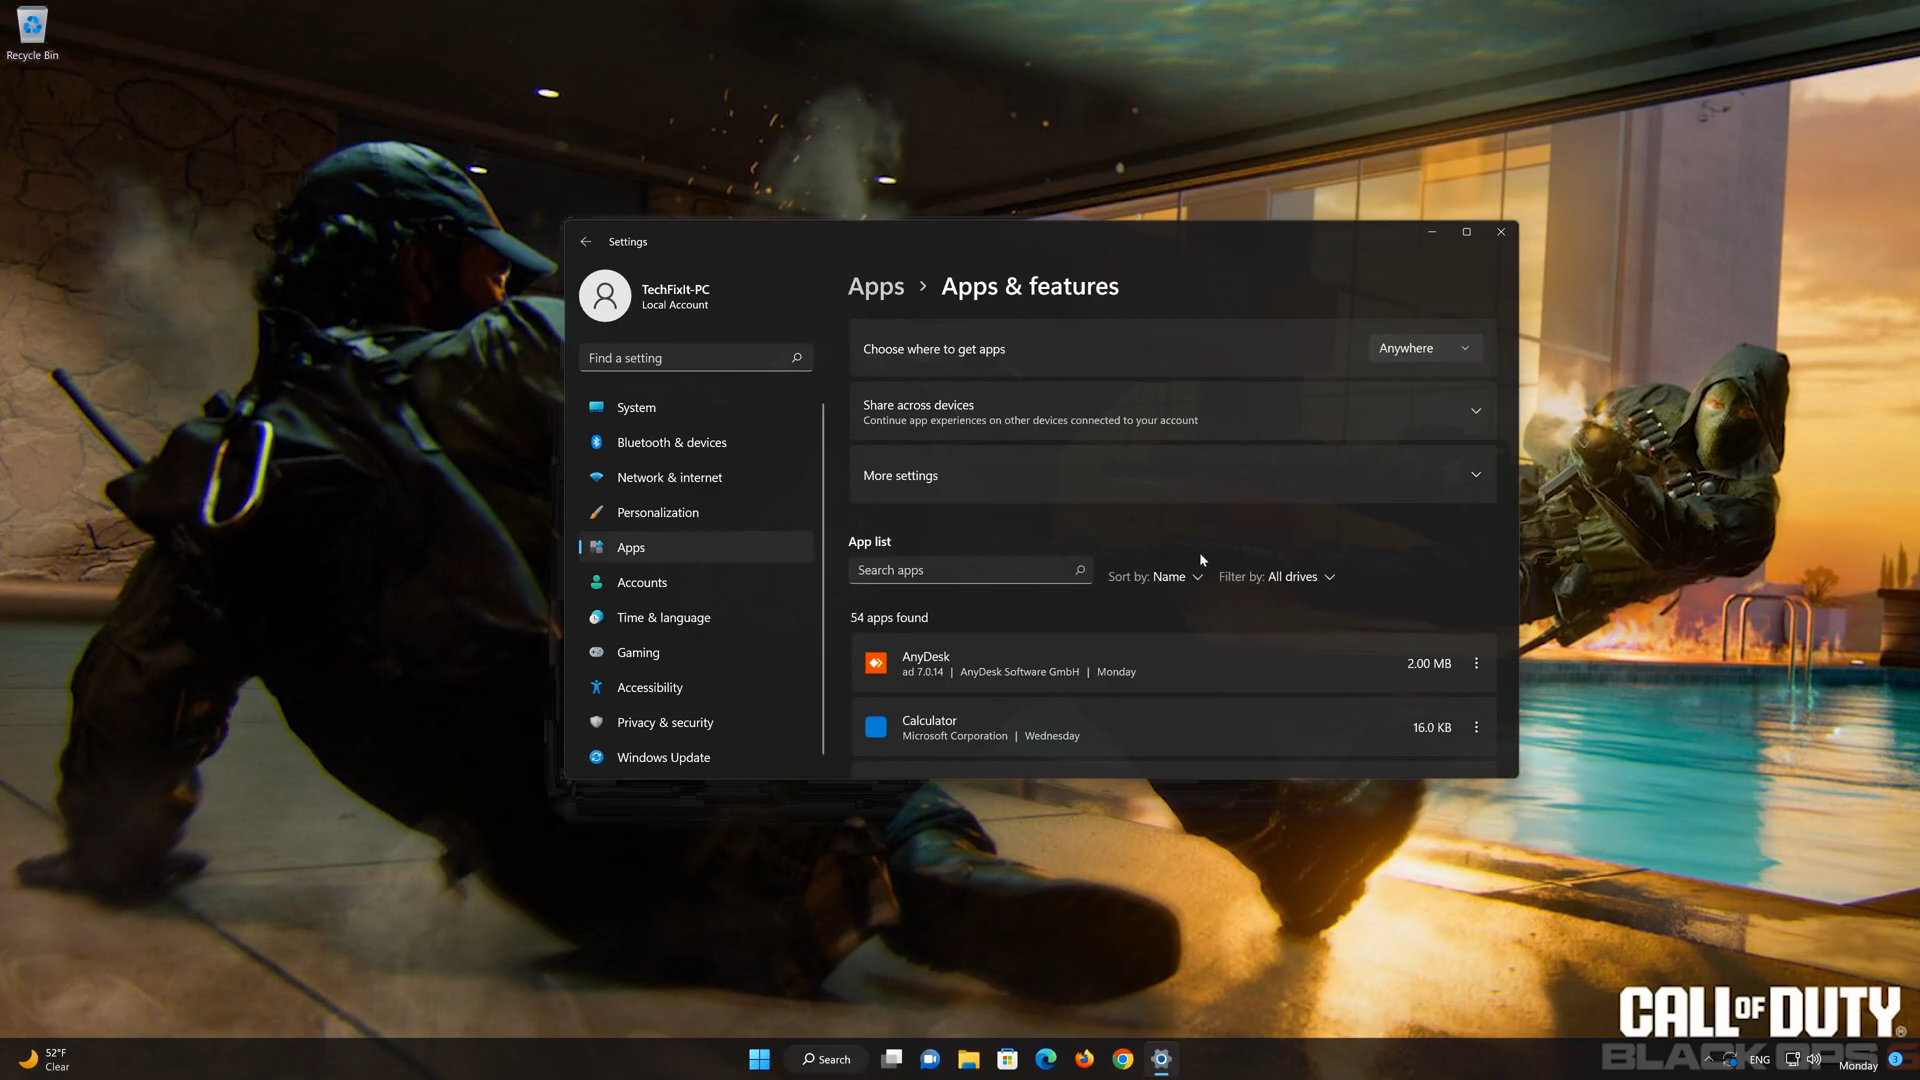 Recycle Bin
Settings
TechFixIt-PC
Local Account
Find a setting
System
Bluetooth & devices
Network & internet
Personalization
Apps
Accounts
Time & language
Gaming
Accessibility
Privacy & security
Windows Update
Apps > Apps & features
Choose where to get apps
Anywhere
Share across devices
Continue app experiences on other devices connected to your account
More settings
App list
Search apps
Sort by: Name
Filter by: All drives
54 apps found
AnyDesk
ad 7.0.14 | AnyDesk Software GmbH | Monday
2.00 MB
Calculator
Microsoft Corporation | Wednesday
16.0 KB
CALL OF DUTY
BLACK OPS 6
52°F
Clear
Search
ENG
Monday
3